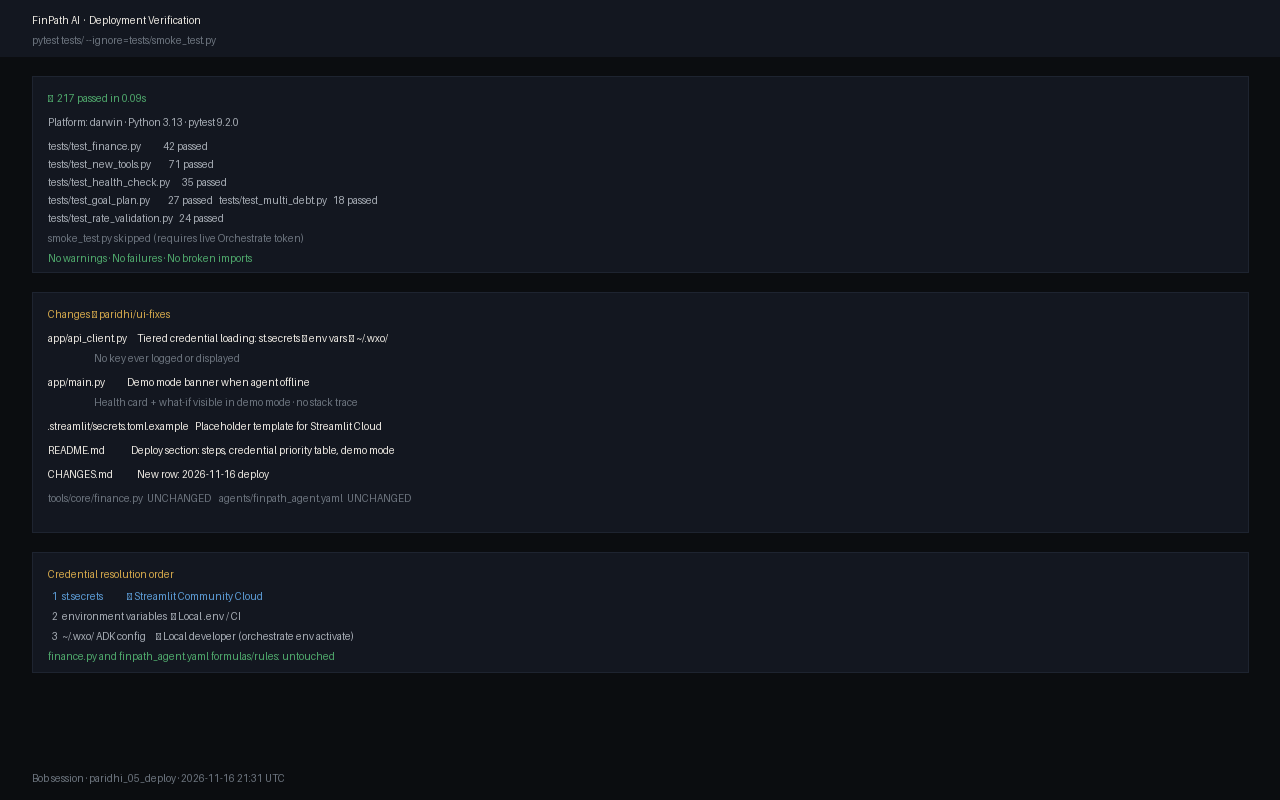 FinPath AI · Deployment Verification
pytest tests/ --ignore=tests/smoke_test.py
217 passed in 0.09s
Platform: darwin · Python 3.13 · pytest 9.2.0
tests/test_finance.py 42 passed
tests/test_new_tools.py 71 passed
tests/test_health_check.py 35 passed
tests/test_goal_plan.py 27 passed tests/test_multi_debt.py 18 passed
tests/test_rate_validation.py 24 passed
smoke_test.py skipped (requires live Orchestrate token)
No warnings · No failures · No broken imports
Changes paridhi/ui-fixes
app/api_client.py Tiered credential loading: st.secrets env vars ~/.wxo/
No key ever logged or displayed
app/main.py Demo mode banner when agent offline
Health card + what-if visible in demo mode · no stack trace
.streamlit/secrets.toml.example Placeholder template for Streamlit Cloud
README.md Deploy section: steps, credential priority table, demo mode
CHANGES.md New row: 2026-11-16 deploy
tools/core/finance.py UNCHANGED agents/finpath_agent.yaml UNCHANGED
Credential resolution order
1 st.secrets Streamlit Community Cloud
2 environment variables Local .env / CI
3 ~/.wxo/ ADK config Local developer (orchestrate env activate)
finance.py and finpath_agent.yaml formulas/rules: untouched
Bob session · paridhi_05_deploy · 2026-11-16 21:31 UTC